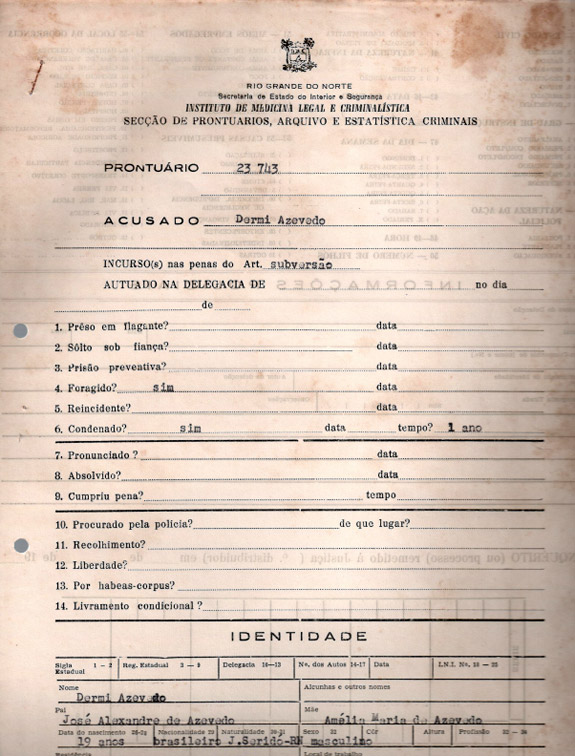 RIO GRANDE DO NORTE
Secretaria de Estado do Interior e Segurança
INSTITUTO DE MEDICINA LEGAL E CRIMINALÍSTICA
SECÇÃO DE PRONTUARIOS, ARQUIVO E ESTATÍSTICA CRIMINAIS
PRONTUÁRIO 23 743
ACUSADO Dermi Azevedo
INCURSO(s) nas penas do Art. subversão
AUTUADO NA DELEGACIA DE no dia
de
1. Prêso em flagante? data
2. Sôlto sob fiança? data
3. Prisão preventiva? data
4. Foragido? sim data
5. Reincidente? data
6. Condenado? sim data tempo? 1 ano
7. Pronunciado ? data
8. Absolvido? data
9. Cumpriu pena? tempo
10. Procurado pela polícia? de que lugar?
11. Recolhimento?
12. Liberdade?
13. Por habeas-corpus?
14. Livramento condicional ?
IDENTIDADE
Sigla Estadual 1 – 2 Reg. Estadual 3 – 9 Delegacia 10–13 No. dos Autos 14-17 Data I.N.I. No. 18 – 25
Nome Alcunhas e outros nomes
Dermi Azevedo
Pai Mãe
José Alexandre de Azevedo Amélia Maria de Azevedo
Data do nascimento Nacionalidade Naturalidade Sexo Côr Altura Profissão
19 anos brasileiro J.Serido-RN masculino
Residência Local de trabalho